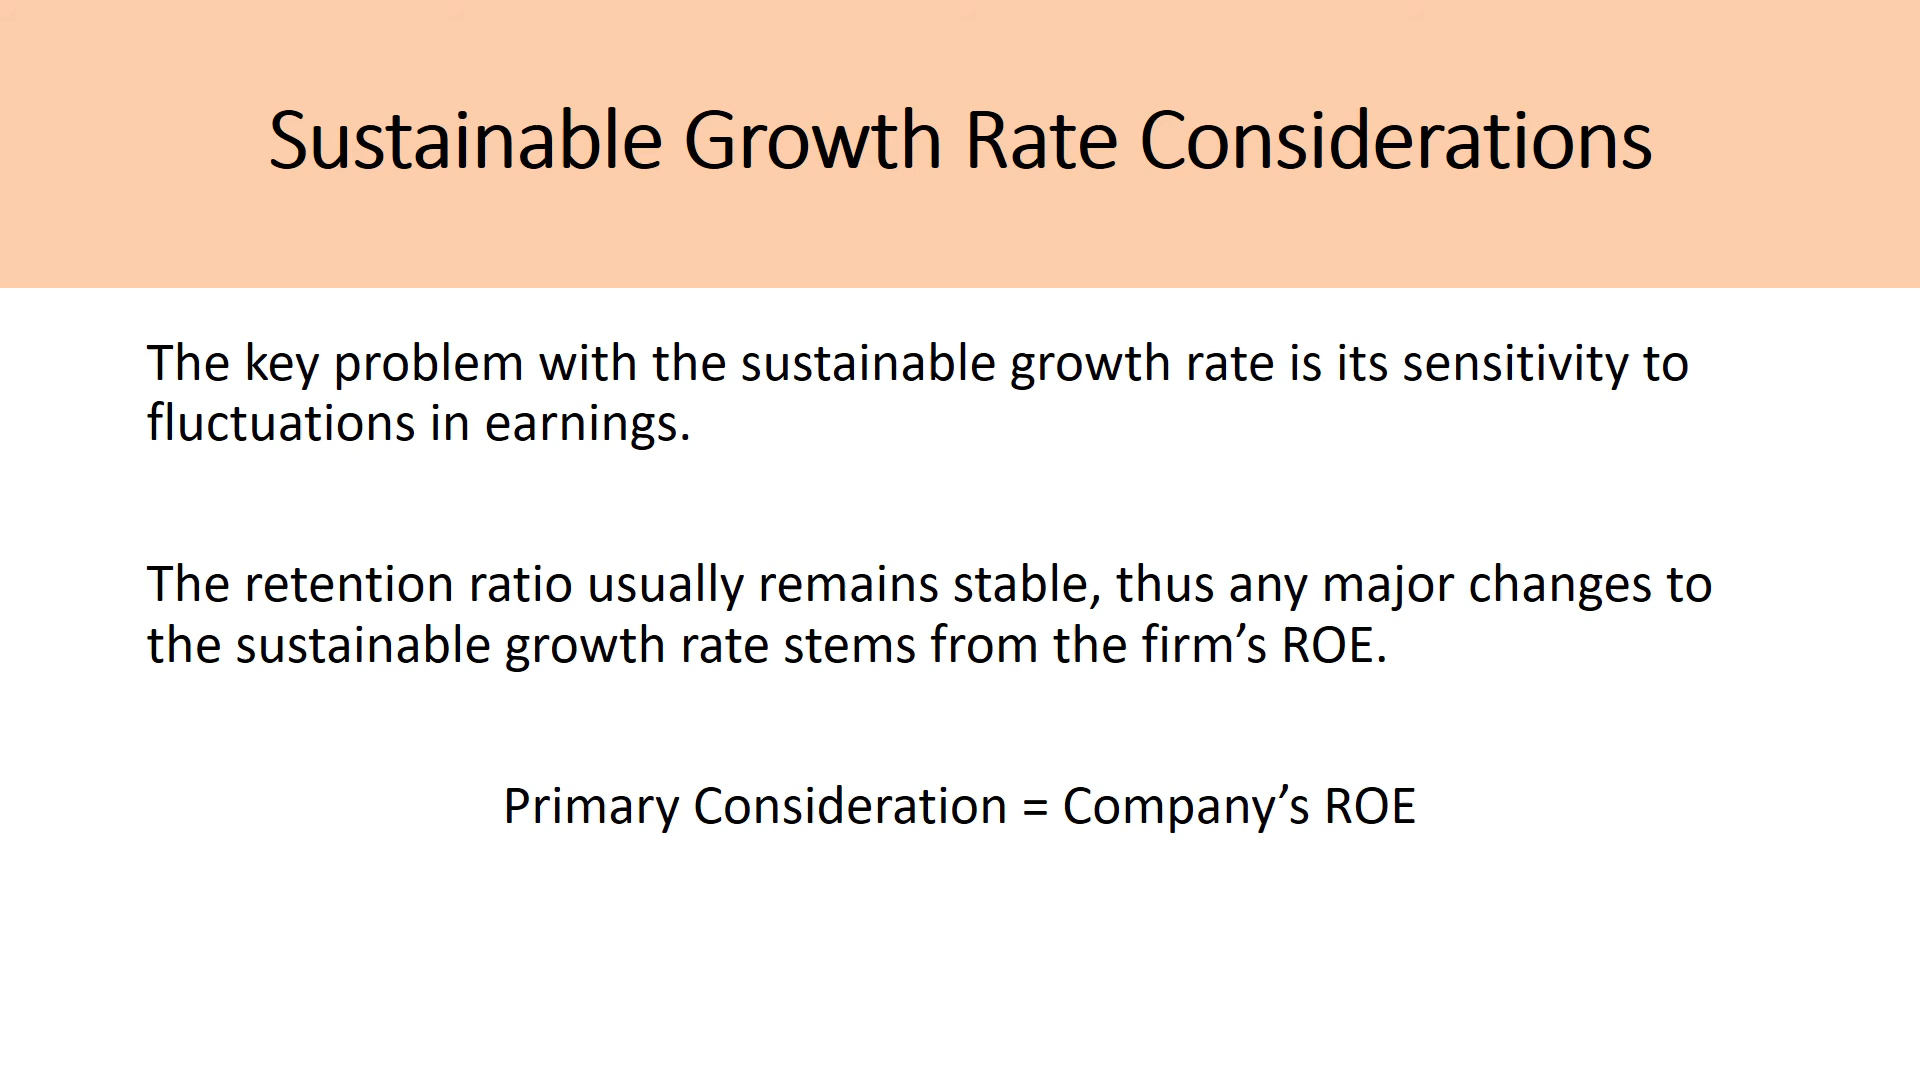 Sustainable Growth Rate Considerations
The key problem with the sustainable growth rate is its sensitivity to
fluctuations in earnings.
The retention ratio usually remains stable, thus any major changes to
the sustainable growth rate stems from the firm’s ROE.
Primary Consideration = Company’s ROE